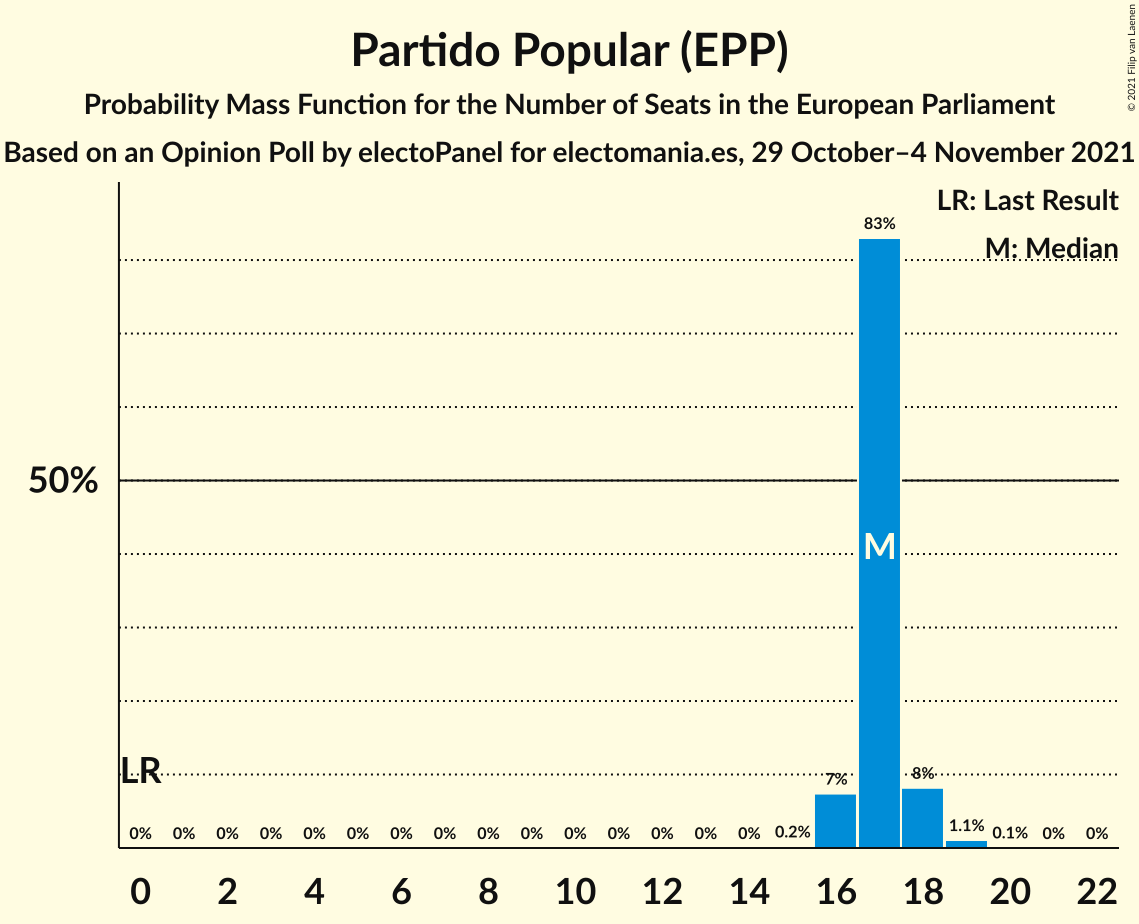 Partido Popular (EPP)
Probability Mass Function for the Number of Seats in the European Parliament
Based on an Opinion Poll by electoPanel for electomania.es, 29 October–4 November 2021
© 2021 Filip van Laenen
LR: Last Result
M: Median
83%
50%
M
LR
0% 0% 0% 0% 0% 0% 0% 0% 0% 0% 0% 0% 0% 0% 0% 0.2% 7% 8% 1.1% 0.1% 0% 0%
0 2 4 6 8 10 12 14 16 18 20 22